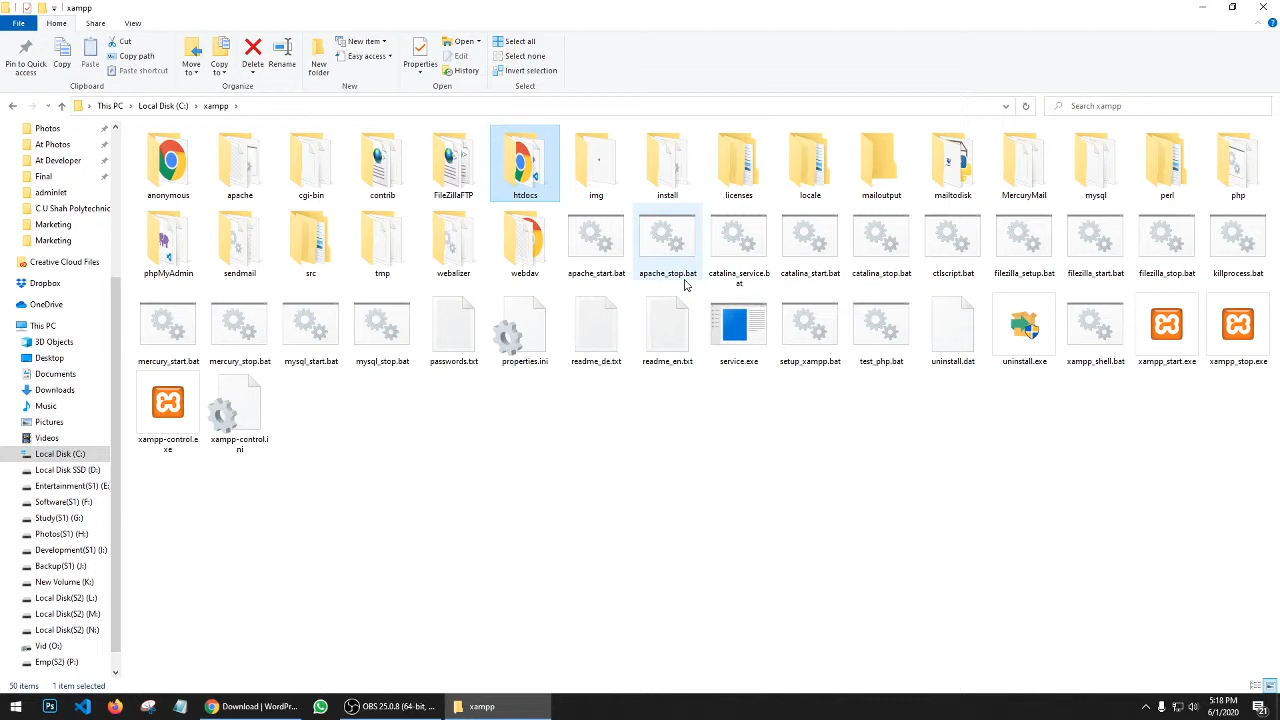 xampp
File Home Share View
Pin to Quick access
Copy
Paste
Cut
Copy path
Paste shortcut
Clipboard
Move to
Copy to
Delete
Rename
Organize
New folder
New item
Easy access
New
Properties
Open
Edit
History
Open
Select all
Select none
Invert selection
Select
This PC > Local Disk (C:) > xampp >
Search xampp
Photos
At Photos
At Developer
Final
adminlet
C U Shah Polytechnic
Marketing
Marketing
Creative Cloud Files
Dropbox
OneDrive
This PC
3D Objects
Desktop
Documents
Downloads
Music
Pictures
Videos
Local Disk (C:)
Local Disk SSD (D:)
Entertainment(S1) (E:
Software(S1) (F:)
Study(S1) (G:)
Photos(S1) (H:)
Development(S1) (I:)
Backup(S1) (J:)
New Volume (K:)
Local Disk(S2) (L:)
Local Disk(S2) (M:)
Local Disk(S2) (N:)
Vid (O:)
Emp(S2) (P:)
anonymous apache cgi-bin contrib FileZillaFTP htdocs img install licenses locale mailoutput mailtodisk MercuryMail mysql perl php
phpMyAdmin sendmail src tmp webalizer webdav apache_start.bat apache_stop.bat catalina_service.bat catalina_start.bat catalina_stop.bat ctlscript.bat filezilla_setup.bat filezilla_start.bat filezilla_stop.bat killprocess.bat
mercury_start.bat mercury_stop.bat mysql_start.bat mysql_stop.bat passwords.txt properties.ini readme_de.txt readme_en.txt service.exe setup_xampp.bat test_php.bat uninstall.dat uninstall.exe xampp_shell.bat xampp_start.exe xampp_stop.exe
xampp-control.exe xampp-control.ini
50 items 1 item selected
Download | WordPr...
OBS 25.0.8 (64-bit, ...
xampp
5:18 PM
6/1/2020
21